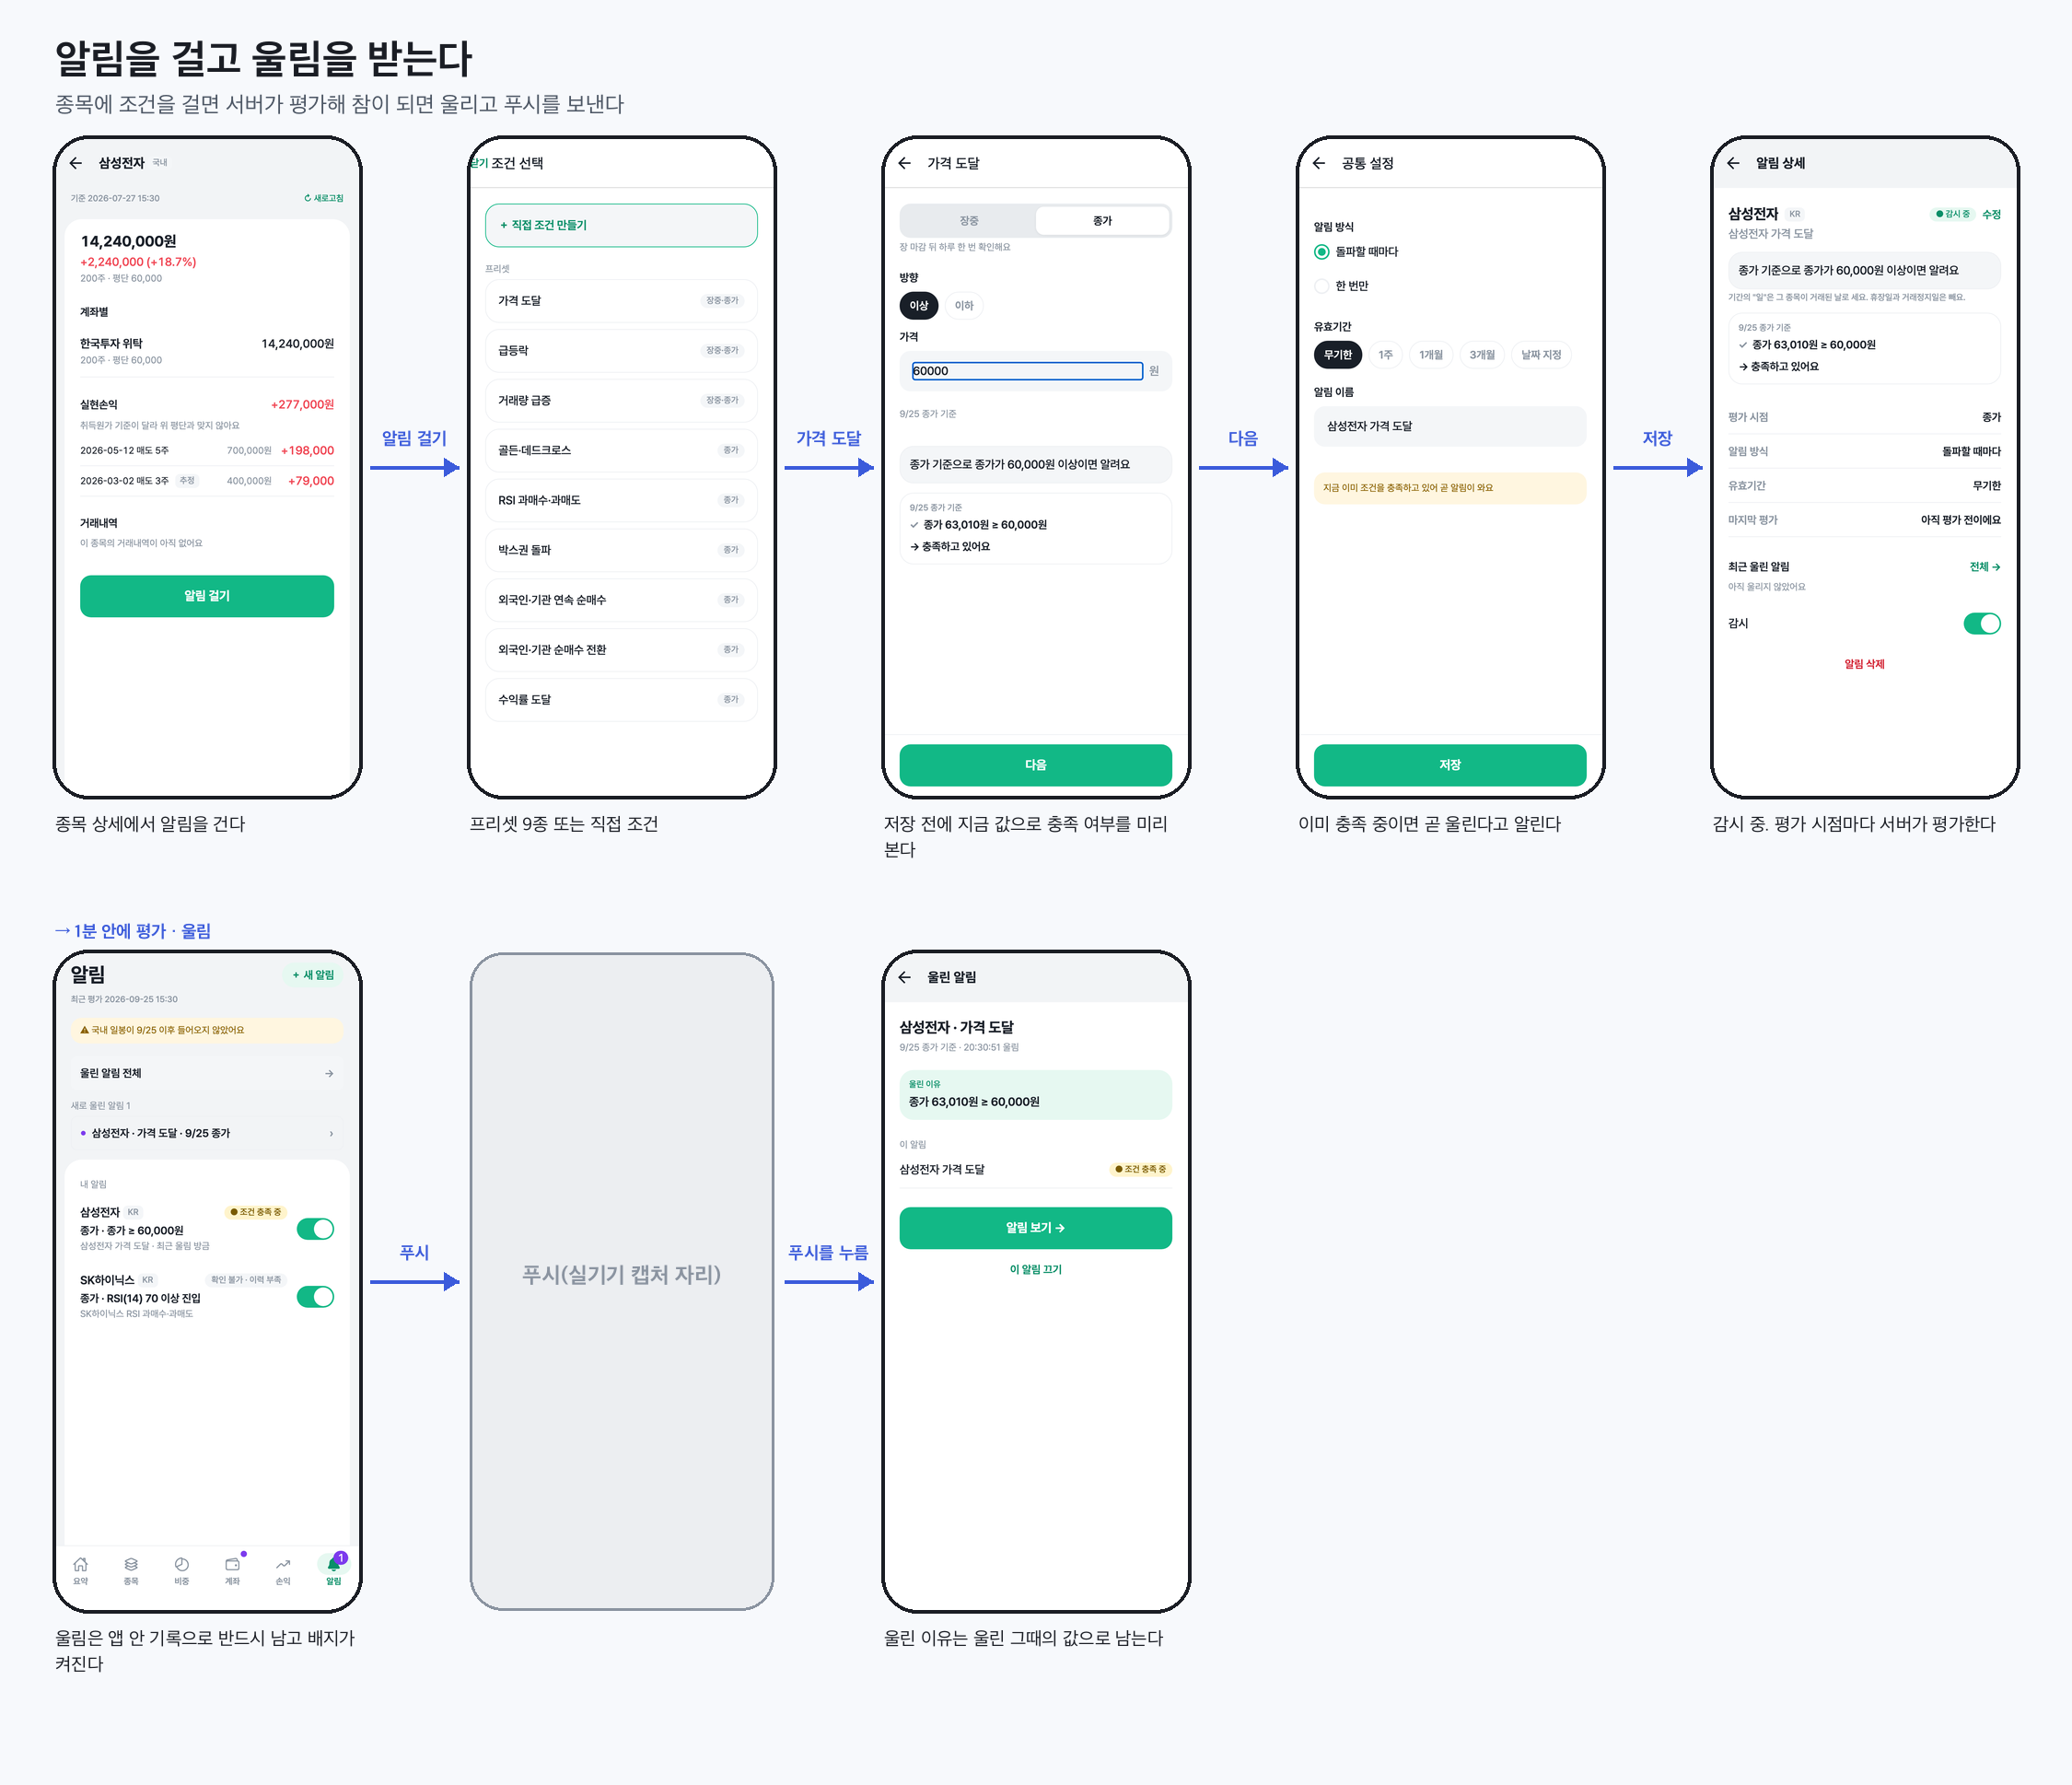 알림을 걸고 울림을 받는다
종목에 조건을 걸면 서버가 평가해 참이 되면 울리고 푸시를 보낸다
← 삼성전자 국내
기준 2026-07-27 15:30 새로고침
14,240,000원
+2,240,000 (+18.7%)
200주 · 평단 60,000
계좌별
한국투자 위탁 14,240,000원
200주 · 평단 60,000
실현손익 +277,000원
취득원가 기준이 달라 위 평단과 맞지 않아요
2026-05-12 매도 5주 700,000원 +198,000
2026-03-02 매도 3주 추정 400,000원 +79,000
거래내역
이 종목의 거래내역이 아직 없어요
알림 걸기
종목 상세에서 알림을 건다
알림 걸기
닫기 조건 선택
+ 직접 조건 만들기
프리셋
가격 도달 장중·종가
급등락 장중·종가
거래량 급증 장중·종가
골든·데드크로스 종가
RSI 과매수·과매도 종가
박스권 돌파 종가
외국인·기관 연속 순매수 종가
외국인·기관 순매수 전환 종가
수익률 도달 종가
프리셋 9종 또는 직접 조건
가격 도달
← 가격 도달
장중 종가
장 마감 뒤 하루 한 번 확인해요
방향
이상 이하
가격
60000 원
9/25 종가 기준
종가 기준으로 종가가 60,000원 이상이면 알려요
9/25 종가 기준
✓ 종가 63,010원 ≥ 60,000원
→ 충족하고 있어요
다음
저장 전에 지금 값으로 충족 여부를 미리
본다
다음
← 공통 설정
알림 방식
돌파할 때마다
한 번만
유효기간
무기한 1주 1개월 3개월 날짜 지정
알림 이름
삼성전자 가격 도달
지금 이미 조건을 충족하고 있어 곧 알림이 와요
저장
이미 충족 중이면 곧 울린다고 알린다
저장
← 알림 상세
삼성전자 KR ● 감시 중 수정
삼성전자 가격 도달
종가 기준으로 종가가 60,000원 이상이면 알려요
기간의 "일"은 그 종목이 거래된 날로 세요. 휴장일과 거래정지일은 빼요.
9/25 종가 기준
✓ 종가 63,010원 ≥ 60,000원
→ 충족하고 있어요
평가 시점 종가
알림 방식 돌파할 때마다
유효기간 무기한
마지막 평가 아직 평가 전이에요
최근 울린 알림 전체 →
아직 울리지 않았어요
감시
알림 삭제
감시 중. 평가 시점마다 서버가 평가한다
→ 1분 안에 평가 · 울림
알림 + 새 알림
최근 평가 2026-09-25 15:30
⚠ 국내 일봉이 9/25 이후 들어오지 않았어요
울린 알림 전체 →
새로 울린 알림 1
● 삼성전자 · 가격 도달 · 9/25 종가 ›
내 알림
삼성전자 KR ● 조건 충족 중
종가 · 종가 ≥ 60,000원
삼성전자 가격 도달 · 최근 울림 방금
SK하이닉스 KR 확인 불가 · 이력 부족
종가 · RSI(14) 70 이상 진입
SK하이닉스 RSI 과매수·과매도
1
요약 종목 비중 계좌 손익 알림
울림은 앱 안 기록으로 반드시 남고 배지가
켜진다
푸시
푸시(실기기 캡처 자리)
푸시를 누름
← 울린 알림
삼성전자 · 가격 도달
9/25 종가 기준 · 20:30:51 울림
울린 이유
종가 63,010원 ≥ 60,000원
이 알림
삼성전자 가격 도달 ● 조건 충족 중
알림 보기 →
이 알림 끄기
울린 이유는 울린 그때의 값으로 남는다